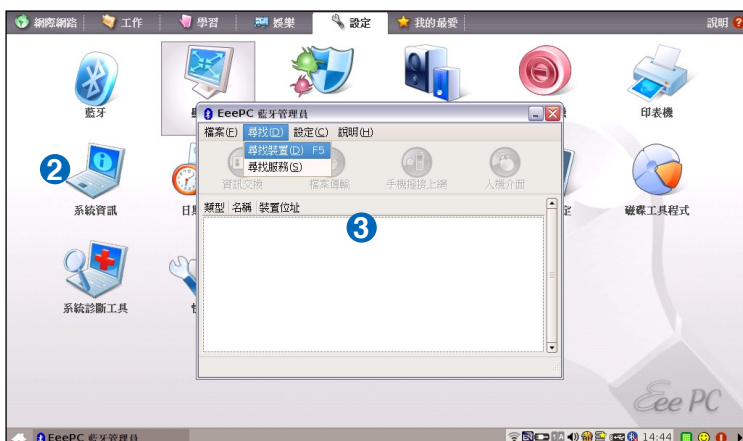 網際網路 工作 學習 娛樂 設定 我的最愛 說明
藍牙
印表機
EeePC 藍牙管理員
檔案(F) 尋找(D) 設定(C) 說明(H)
尋找裝置(D) F5
尋找服務(S)
資訊交換 檔案傳輸 手機撥接上網 人機介面
2
系統資訊
磁碟工具程式
類型 名稱 裝置位址
3
系統診斷工具
Eee PC
EeePC 藍牙管理員
14:44